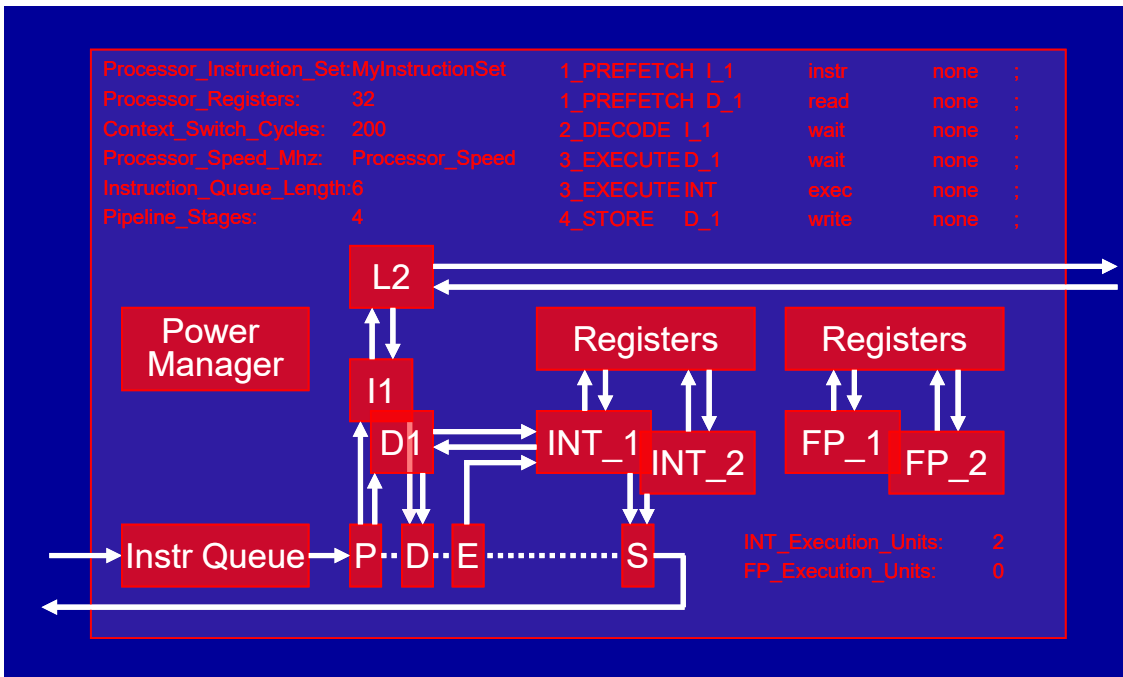 Processor_Instruction_Set:MyInstructionSet 1_PREFETCH I_1 instr none ;
Processor_Registers: 32 1_PREFETCH D_1 read none ;
Context_Switch_Cycles: 200 2_DECODE I_1 wait none ;
Processor_Speed_Mhz: Processor_Speed 3_EXECUTE D_1 wait none ;
Instruction_Queue_Length:6 3_EXECUTE INT exec none ;
Pipeline_Stages: 4 4_STORE D_1 write none ;
L2
Power
Manager
Registers
Registers
I1
D1
INT_1
INT_2
FP_1
FP_2
Instr Queue
P
D
E
S
INT_Execution_Units: 2
FP_Execution_Units: 0